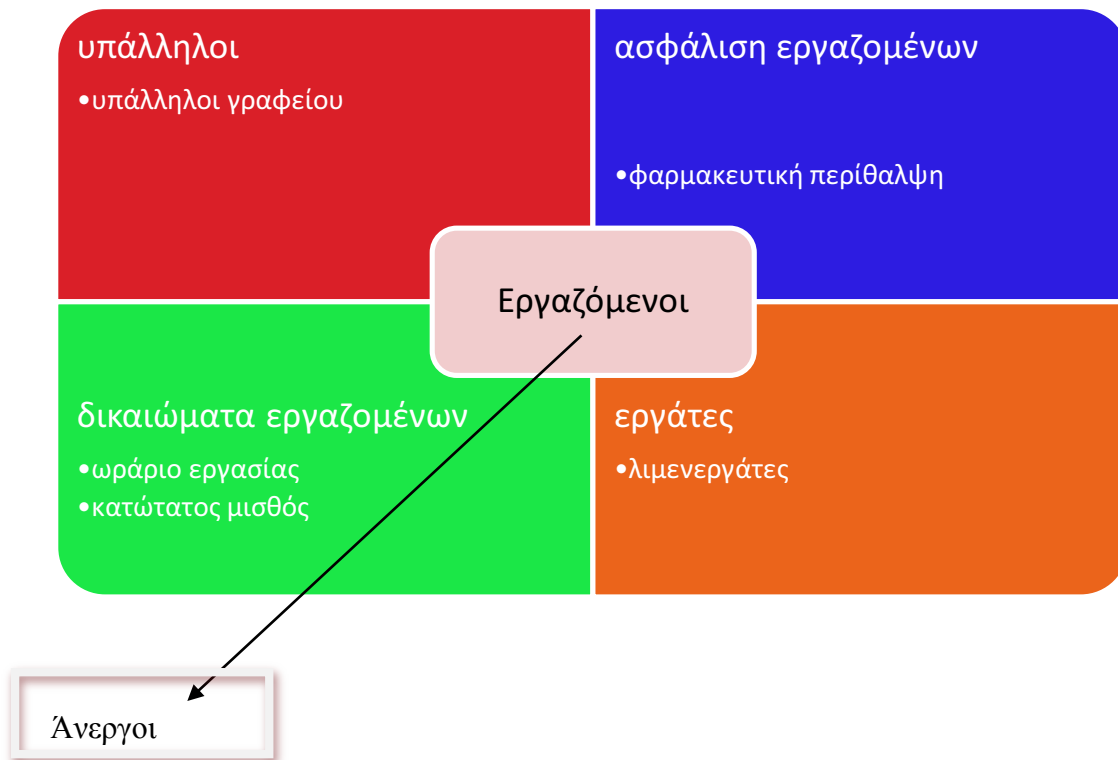 υπάλληλοι
•υπάλληλοι γραφείου
ασφάλιση εργαζομένων
•φαρμακευτική περίθαλψη
Εργαζόμενοι
δικαιώματα εργαζομένων
•ωράριο εργασίας
•κατώτατος μισθός
εργάτες
•λιμενεργάτες
Άνεργοι